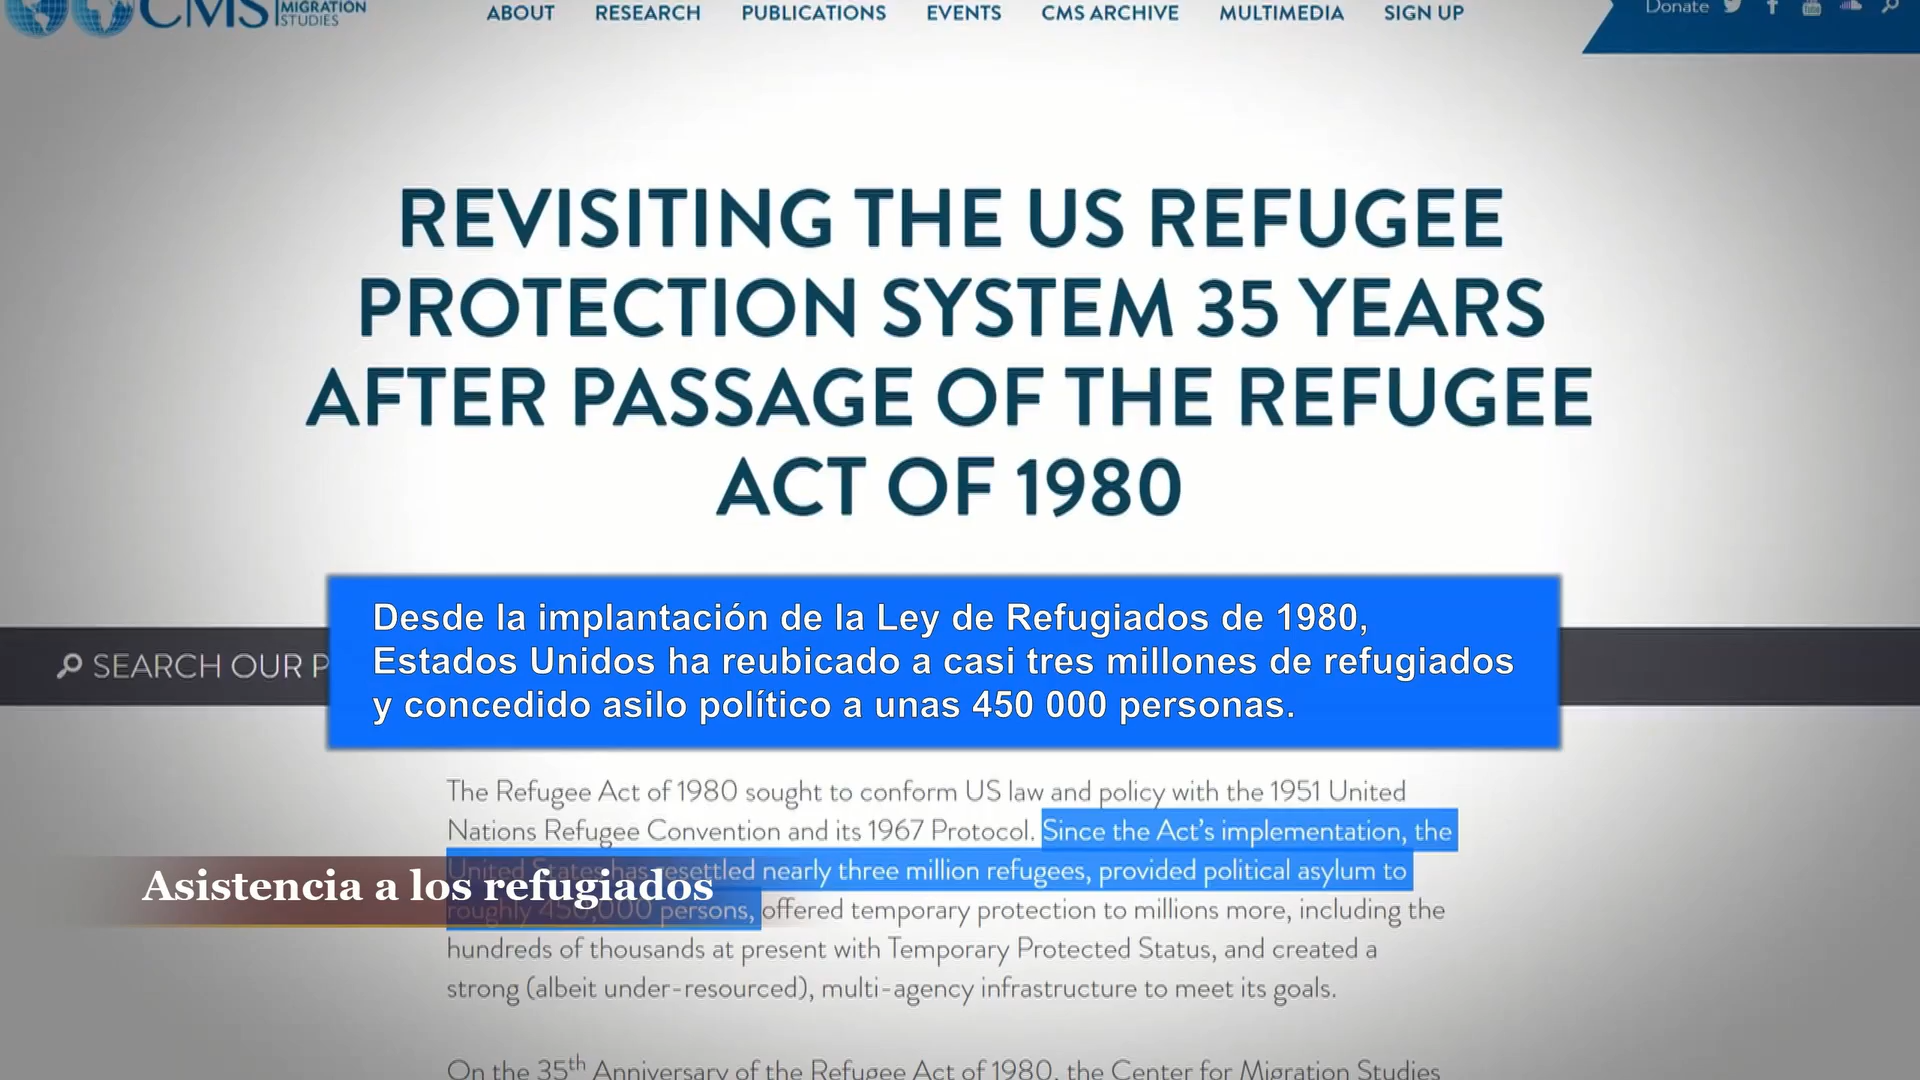 CMS MIGRATION
STUDIES
ABOUT RESEARCH PUBLICATIONS EVENTS CMS ARCHIVE MULTIMEDIA SIGN UP
Donate
REVISITING THE US REFUGEE
PROTECTION SYSTEM 35 YEARS
AFTER PASSAGE OF THE REFUGEE
ACT OF 1980
Desde la implantación de la Ley de Refugiados de 1980,
Estados Unidos ha reubicado a casi tres millones de refugiados
y concedido asilo político a unas 450 000 personas.
SEARCH OUR P
The Refugee Act of 1980 sought to conform US law and policy with the 1951 United
Nations Refugee Convention and its 1967 Protocol. Since the Act's implementation, the
United States has resettled nearly three million refugees, provided political asylum to
Asistencia a los refugiados
roughly 450,000 persons, offered temporary protection to millions more, including the
hundreds of thousands at present with Temporary Protected Status, and created a
strong (albeit under-resourced), multi-agency infrastructure to meet its goals.
On the 35th Anniversary of the Refugee Act of 1980, the Center for Migration Studies